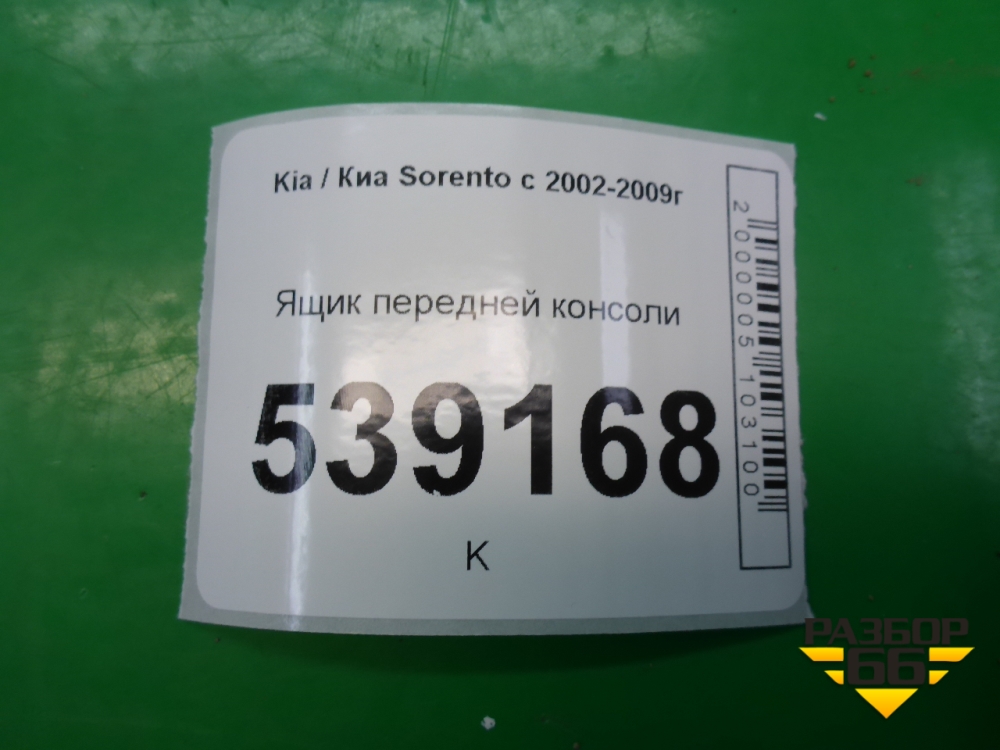 Kia / Киа Sorento с 2002-2009г
Ящик передней консоли
539168
К
2000005103100
РАЗБОР
66